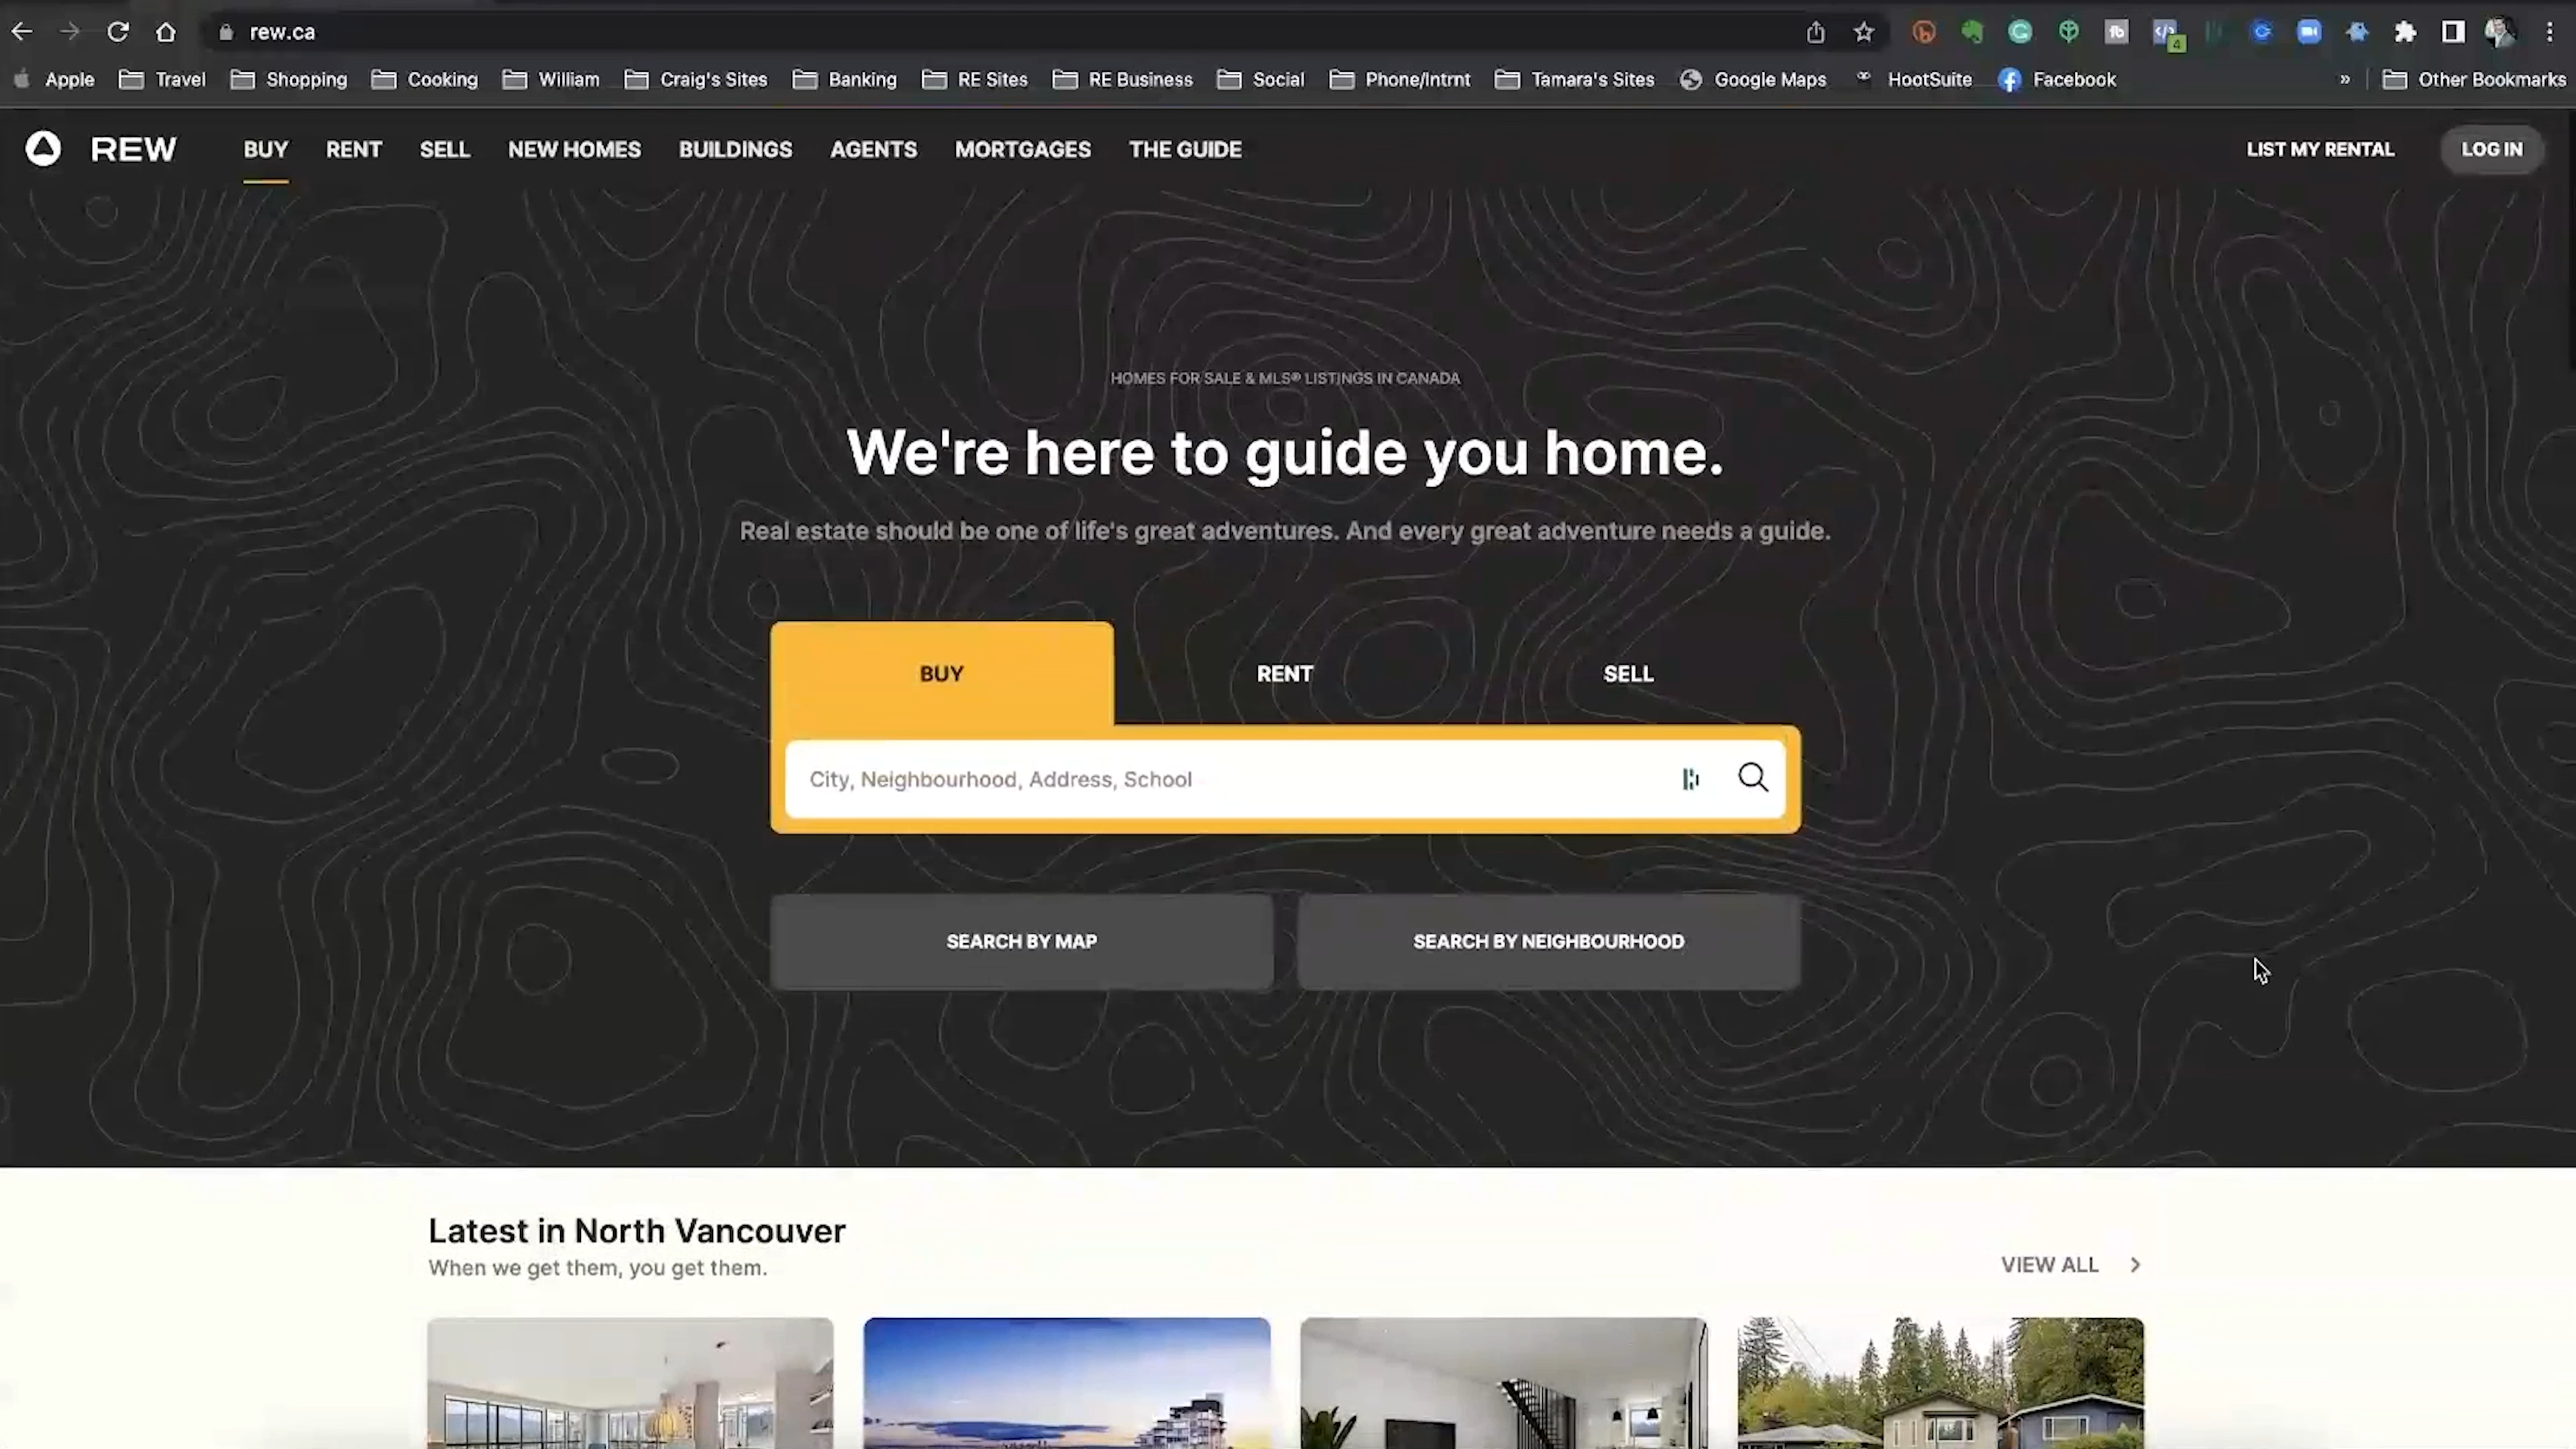 rew.ca
4
Apple Travel Shopping Cooking William Craig's Sites Banking RE Sites RE Business Social Phone/Intrnt Tamara's Sites Google Maps HootSuite Facebook » Other Bookmarks
REW BUY RENT SELL NEW HOMES BUILDINGS AGENTS MORTGAGES THE GUIDE LIST MY RENTAL LOG IN
HOMES FOR SALE & MLS® LISTINGS IN CANADA
We're here to guide you home.
Real estate should be one of life's great adventures. And every great adventure needs a guide.
BUY RENT SELL
City, Neighbourhood, Address, School
SEARCH BY MAP SEARCH BY NEIGHBOURHOOD
Latest in North Vancouver
When we get them, you get them.
VIEW ALL